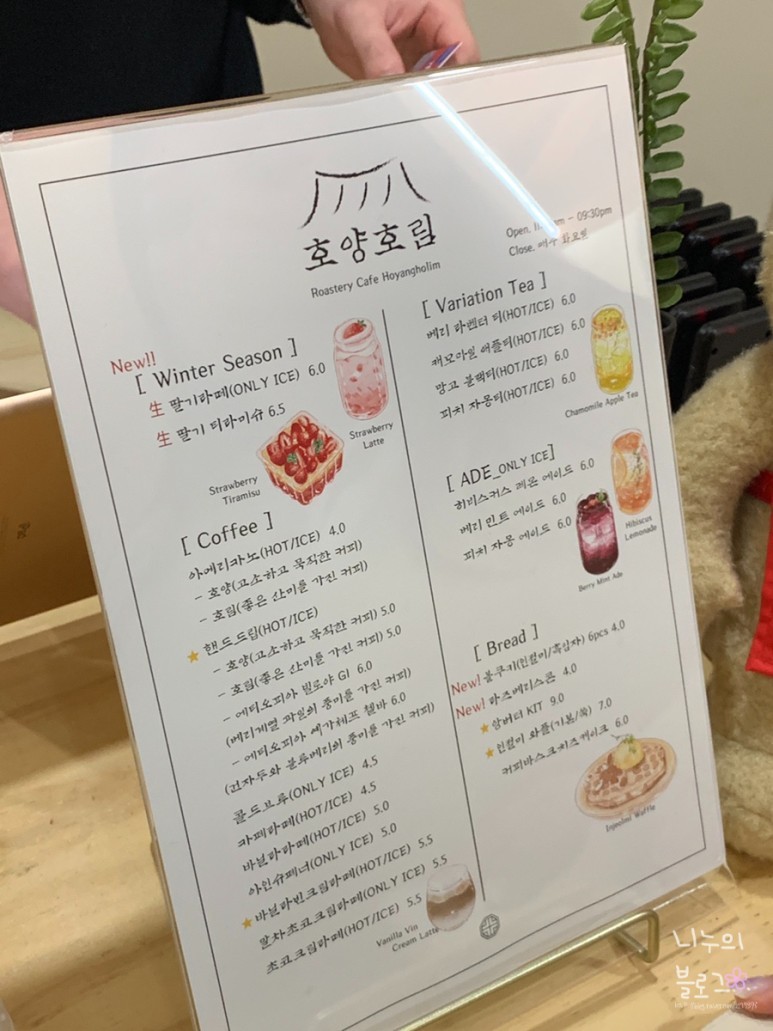 호양호림
Roastery Cafe Hoyangholim
Open. pm - 09:30pm
Close. 매주 화요일
New!!
[ Winter Season ]
生 딸기라떼(ONLY ICE) 6.0
生 딸기 티라미슈 6.5
Strawberry
Latte
Strawberry
Tiramisu
[ Coffee ]
아메리카노(HOT/ICE) 4.0
- 호양(고소하고 묵직한 커피)
- 호림(좋은 산미를 가진 커피)
★ 핸드드립(HOT/ICE)
- 호양(고소하고 묵직한 커피) 5.0
- 호림(좋은 산미를 가진 커피) 5.0
- 에티오피아 벨로야 G1 6.0
(베리계열 과일의 풍미를 가진 커피)
- 에티오피아 예가체프 첼바 6.0
(건자두와 블루베리의 풍미를 가진 커피)
콜드브루(ONLY ICE) 4.5
카페라떼(HOT/ICE) 4.5
바닐라라떼(HOT/ICE) 5.0
아인슈페너(ONLY ICE) 5.0
★ 바닐라빈크림라떼(HOT/ICE) 5.5
말차초코크림라떼(ONLY ICE) 5.5
초코크림라떼(HOT/ICE) 5.5
Vanilla Vin
Cream Latte
[ Variation Tea ]
베리 라벤더 티(HOT/ICE) 6.0
캐모마일 애플티(HOT/ICE) 6.0
망고 블랙티(HOT/ICE) 6.0
피치 자몽티(HOT/ICE) 6.0
Chamomile Apple Tea
[ ADE_ONLY ICE]
히비스커스 레몬 에이드 6.0
베리 민트 에이드 6.0
피치 자몽 에이드 6.0
Hibiscus
Lemonade
Berry Mint Ade
[ Bread ]
New! 붕쿠키(인절미/흑임자) 6pcs 4.0
New! 라즈베리스콘 4.0
★ 앙버터 KIT 9.0
★ 인절미 와플(기본/쑥) 7.0
커피바스크치즈케이크 6.0
Injeolmi Waffle
니누의
블로그